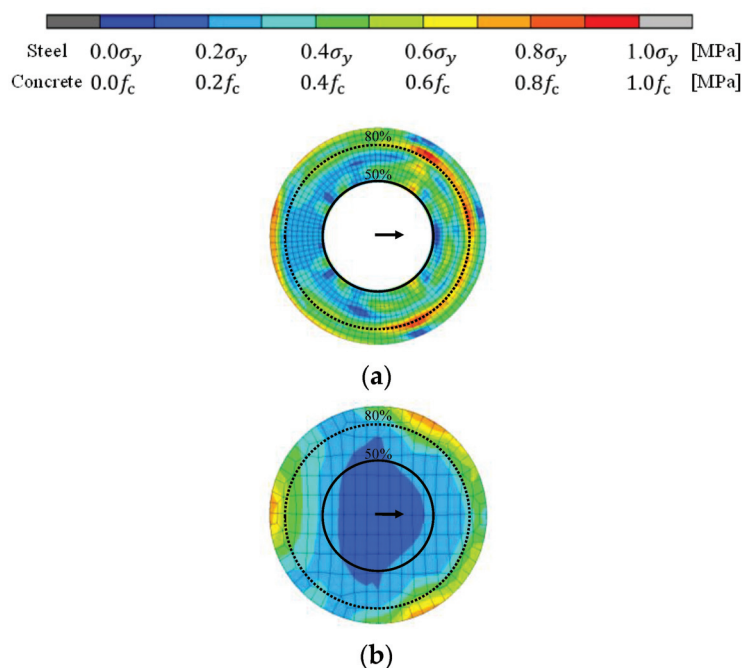 Steel 0.0σy 0.2σy 0.4σy 0.6σy 0.8σy 1.0σy [MPa]
Concrete 0.0fc 0.2fc 0.4fc 0.6fc 0.8fc 1.0fc [MPa]
80%
50%
(a)
80%
50%
(b)